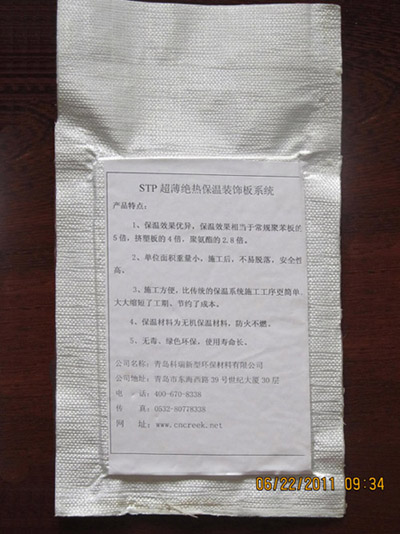 STP 超薄绝热保温装饰板系统
产品特点:
1、保温效果优异,保温效果相当于常规聚苯板的
5 倍,挤塑板的 4 倍,聚氨酯的 2.8 倍。
2、单位面积重量小,施工后,不易脱落,安全性
高;
3、施工方便,比传统的保温系统施工工序更简单,
大大缩短了工期,节约了成本。
4、保温材料为无机保温材料,防火不燃。
5、无毒、绿色环保、使用寿命长。
公司名称:青岛科瑞新型环保材料有限公司
公司地址:青岛市东海西路 39 号世纪大厦 30 层
电 话:400-670-8338
传 真:0532-80778338
网 址:www.cncreek.net
06/22/2011 09:34